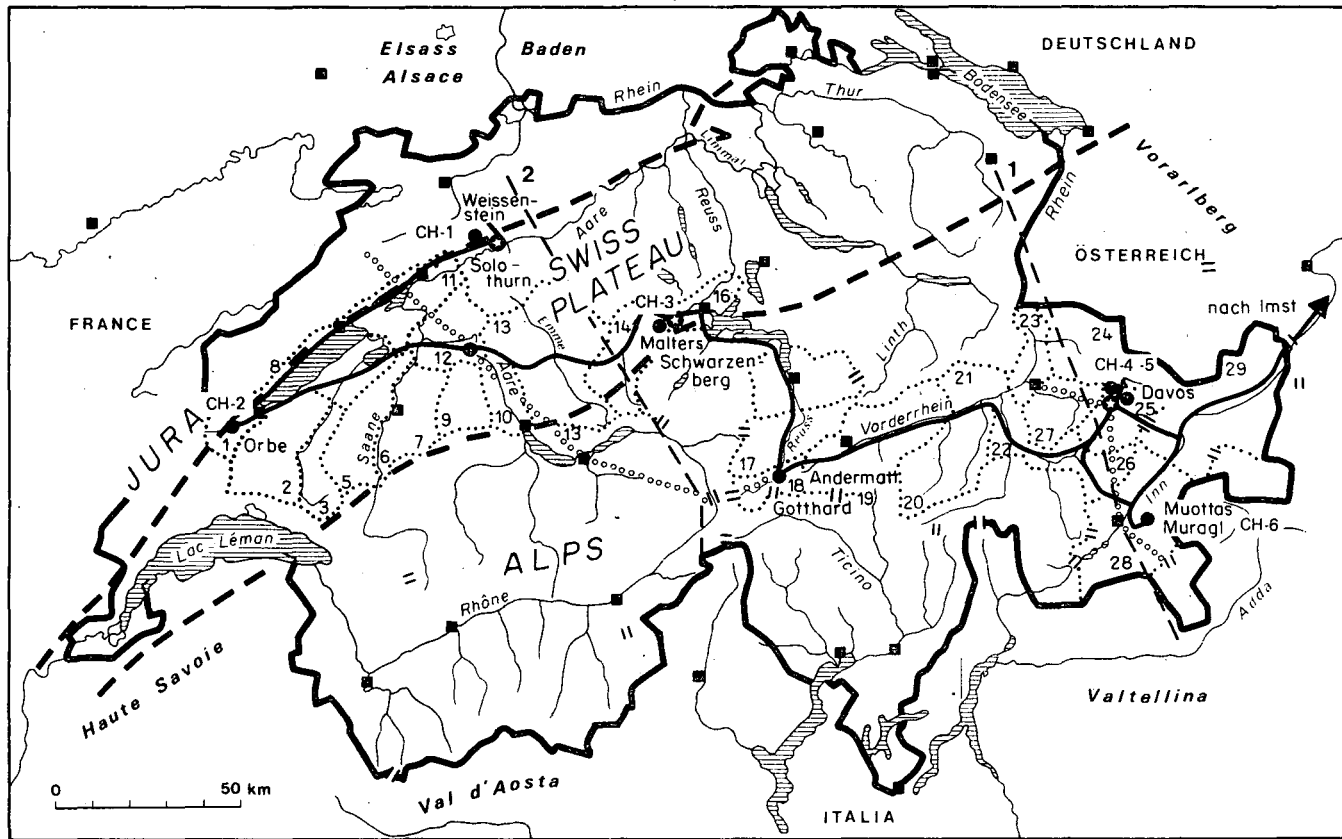 Elsass
Alsace
Baden
DEUTSCHLAND
Rhein
Thur
Bodensee
Limmat
Vorarlberg
2
1
Weissen-
stein
CH-1
Aare
Reuss
Rhein
SWISS
PLATEAU
Solo-
thurn
11
ÖSTERREICH
FRANCE
nach Imst
CH-3
16
14
13
Emme
Malters
Schwarzen-
berg
Linth
23
24
8
12
Aare
29
CH-4-5
Davos
25
21
CH-2
JURA
Saane
9
10
Reuss
Vorderrhein
27
1
Orbe
7
13
6
22
17
26
Inn
5
2
3
18
Andermatt
Gotthard
19
20
Muottas
Muragl
CH-6
Lac Léman
ALPS
Ticino
28
Adda
Rhône
Haute Savoie
Valtellina
0
50 km
Val d'Aosta
ITALIA